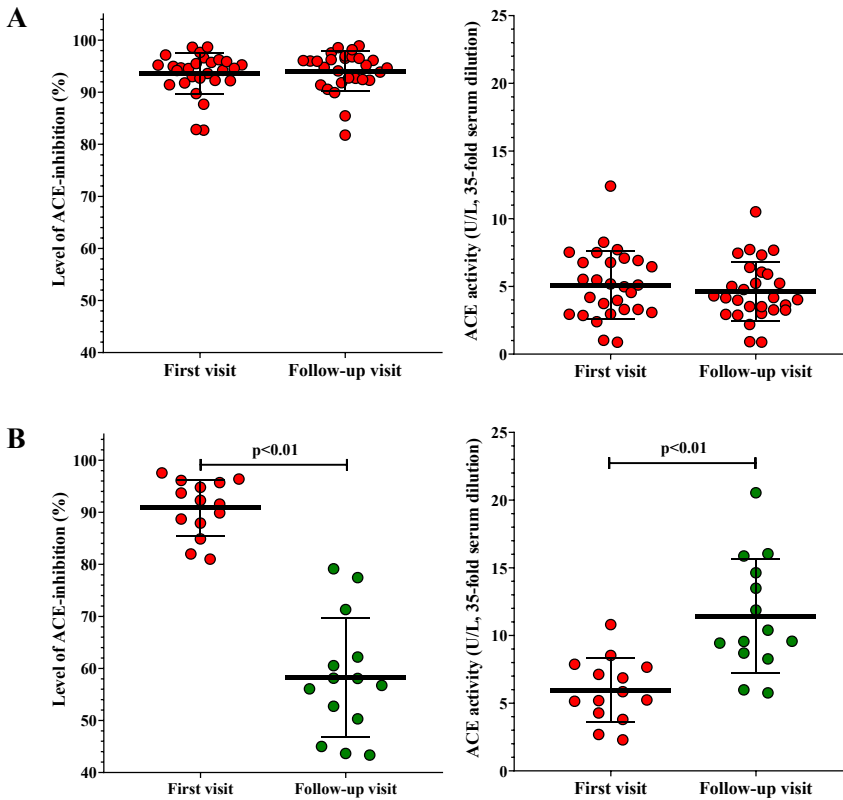 A
Level of ACE-inhibition (%)
100
90
80
70
60
50
40
First visit
Follow-up visit
ACE activity (U/L, 35-fold serum dilution)
25
20
15
10
5
0
First visit
Follow-up visit
B
Level of ACE-inhibition (%)
p<0.01
100
90
80
70
60
50
40
First visit
Follow-up visit
ACE activity (U/L, 35-fold serum dilution)
p<0.01
25
20
15
10
5
0
First visit
Follow-up visit